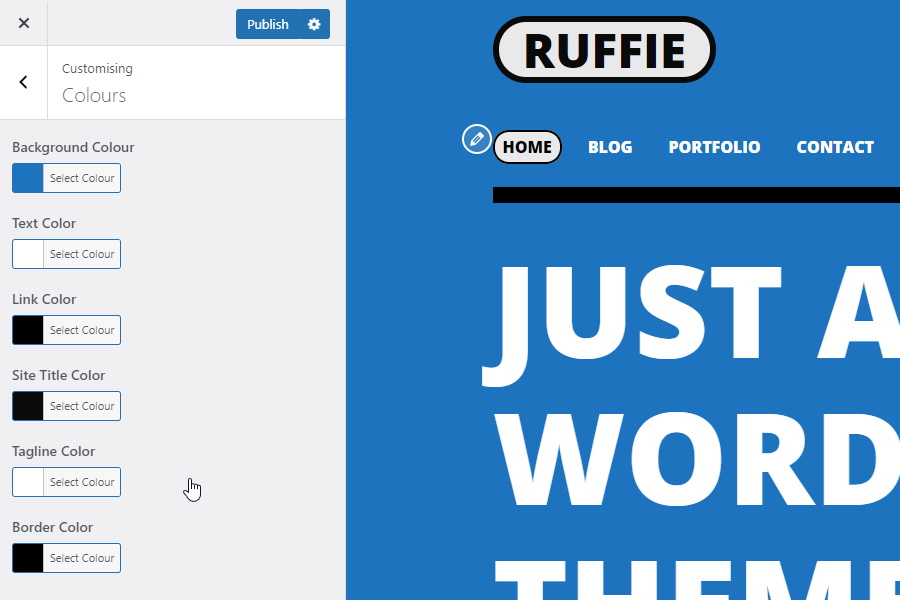 Publish
Customising
Colours
Background Colour
Select Colour
Text Color
Select Colour
Link Color
Select Colour
Site Title Color
Select Colour
Tagline Color
Select Colour
Border Color
Select Colour
RUFFIE
HOME BLOG PORTFOLIO CONTACT
JUST A
WORD
THEME